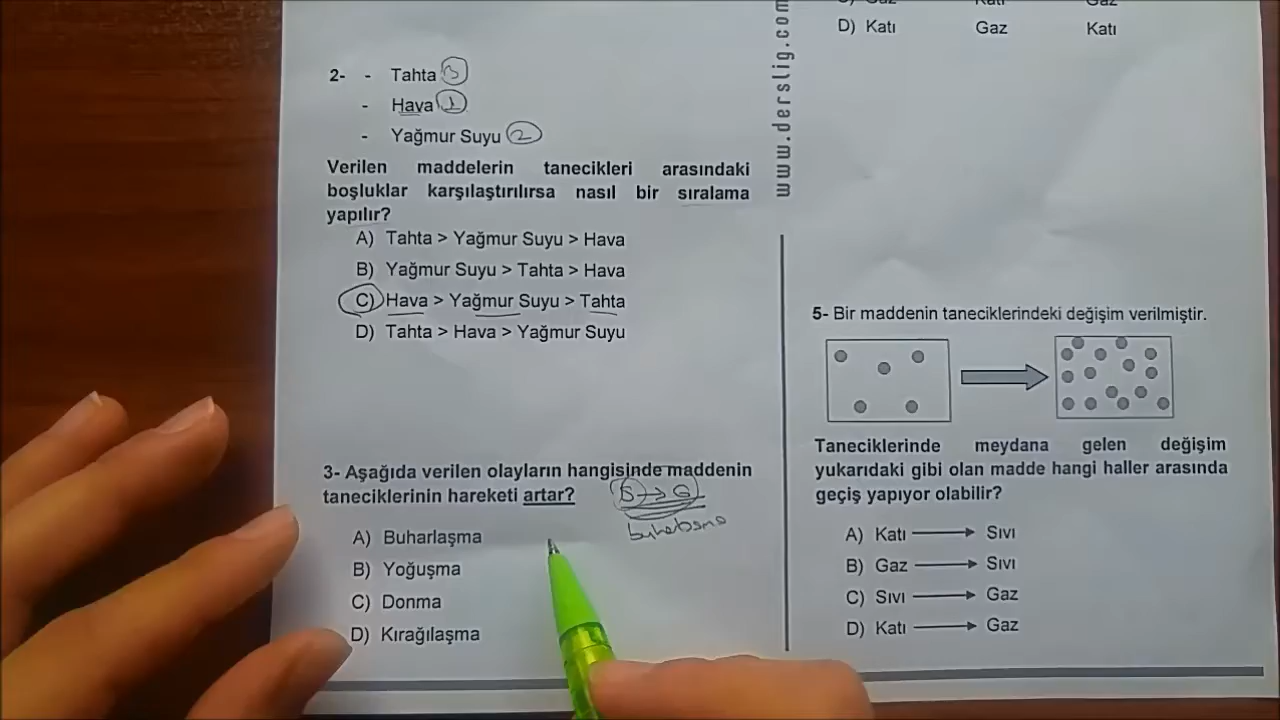 2- - Tahta 3
- Hava 1
- Yağmur Suyu 2
Verilen maddelerin tanecikleri arasındaki
boşluklar karşılaştırılırsa nasıl bir sıralama
yapılır?
A) Tahta > Yağmur Suyu > Hava
B) Yağmur Suyu > Tahta > Hava
C) Hava > Yağmur Suyu > Tahta
D) Tahta > Hava > Yağmur Suyu
3- Aşağıda verilen olayların hangisinde maddenin
taneciklerinin hareketi artar?
S → G
buharlaşma
A) Buharlaşma
B) Yoğuşma
C) Donma
D) Kırağılaşma
www.derslig.com
Gaz Katı Gaz
D) Katı Gaz Katı
5- Bir maddenin taneciklerindeki değişim verilmiştir.
Taneciklerinde meydana gelen değişim
yukarıdaki gibi olan madde hangi haller arasında
geçiş yapıyor olabilir?
A) Katı → Sıvı
B) Gaz → Sıvı
C) Sıvı → Gaz
D) Katı → Gaz